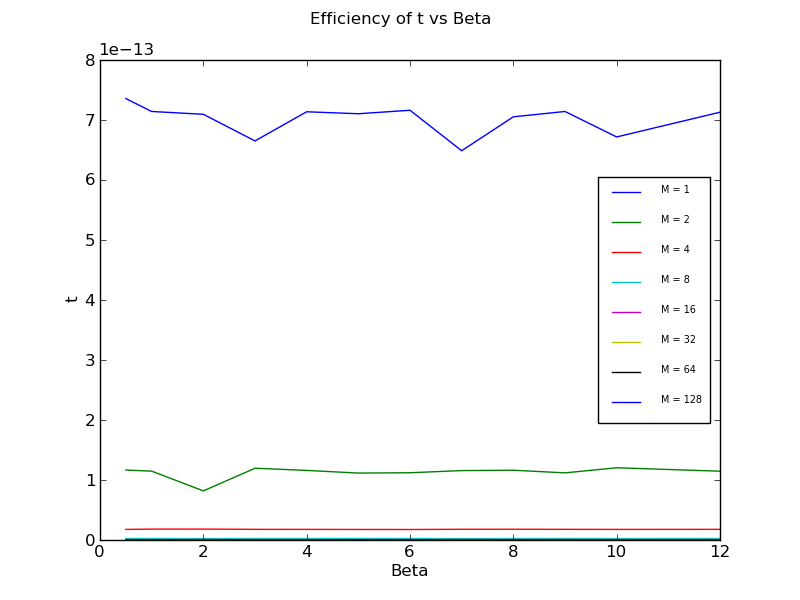 Efficiency of t vs Beta
1e−13
8
7
6
5
4
3
2
1
0
t
M = 1
M = 2
M = 4
M = 8
M = 16
M = 32
M = 64
M = 128
0 2 4 6 8 10 12
Beta